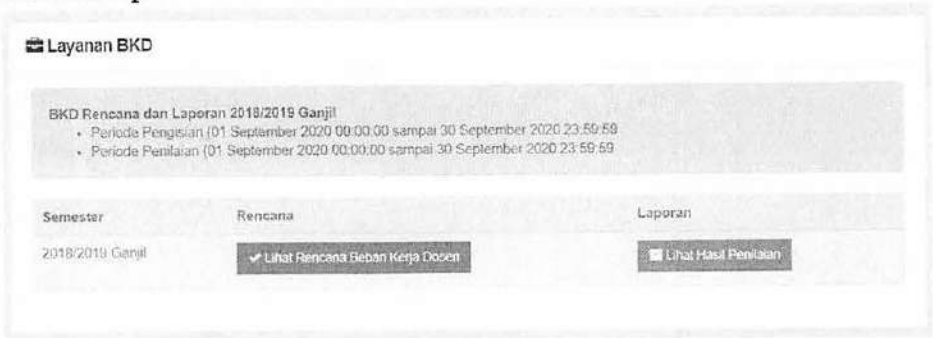 Layanan BKD
BKD Rencana dan Laporan 2018/2019 Ganjil
• Periode Pengisian (01 September 2020 00:00:00 sampai 30 September 2020 23:59:59
• Periode Penilaian (01 September 2020 00:00:00 sampai 30 September 2020 23:59:59
Semester Rencana Laporan
2018/2019 Ganjil Lihat Rencana Beban Kerja Dosen Lihat Hasil Penilaian